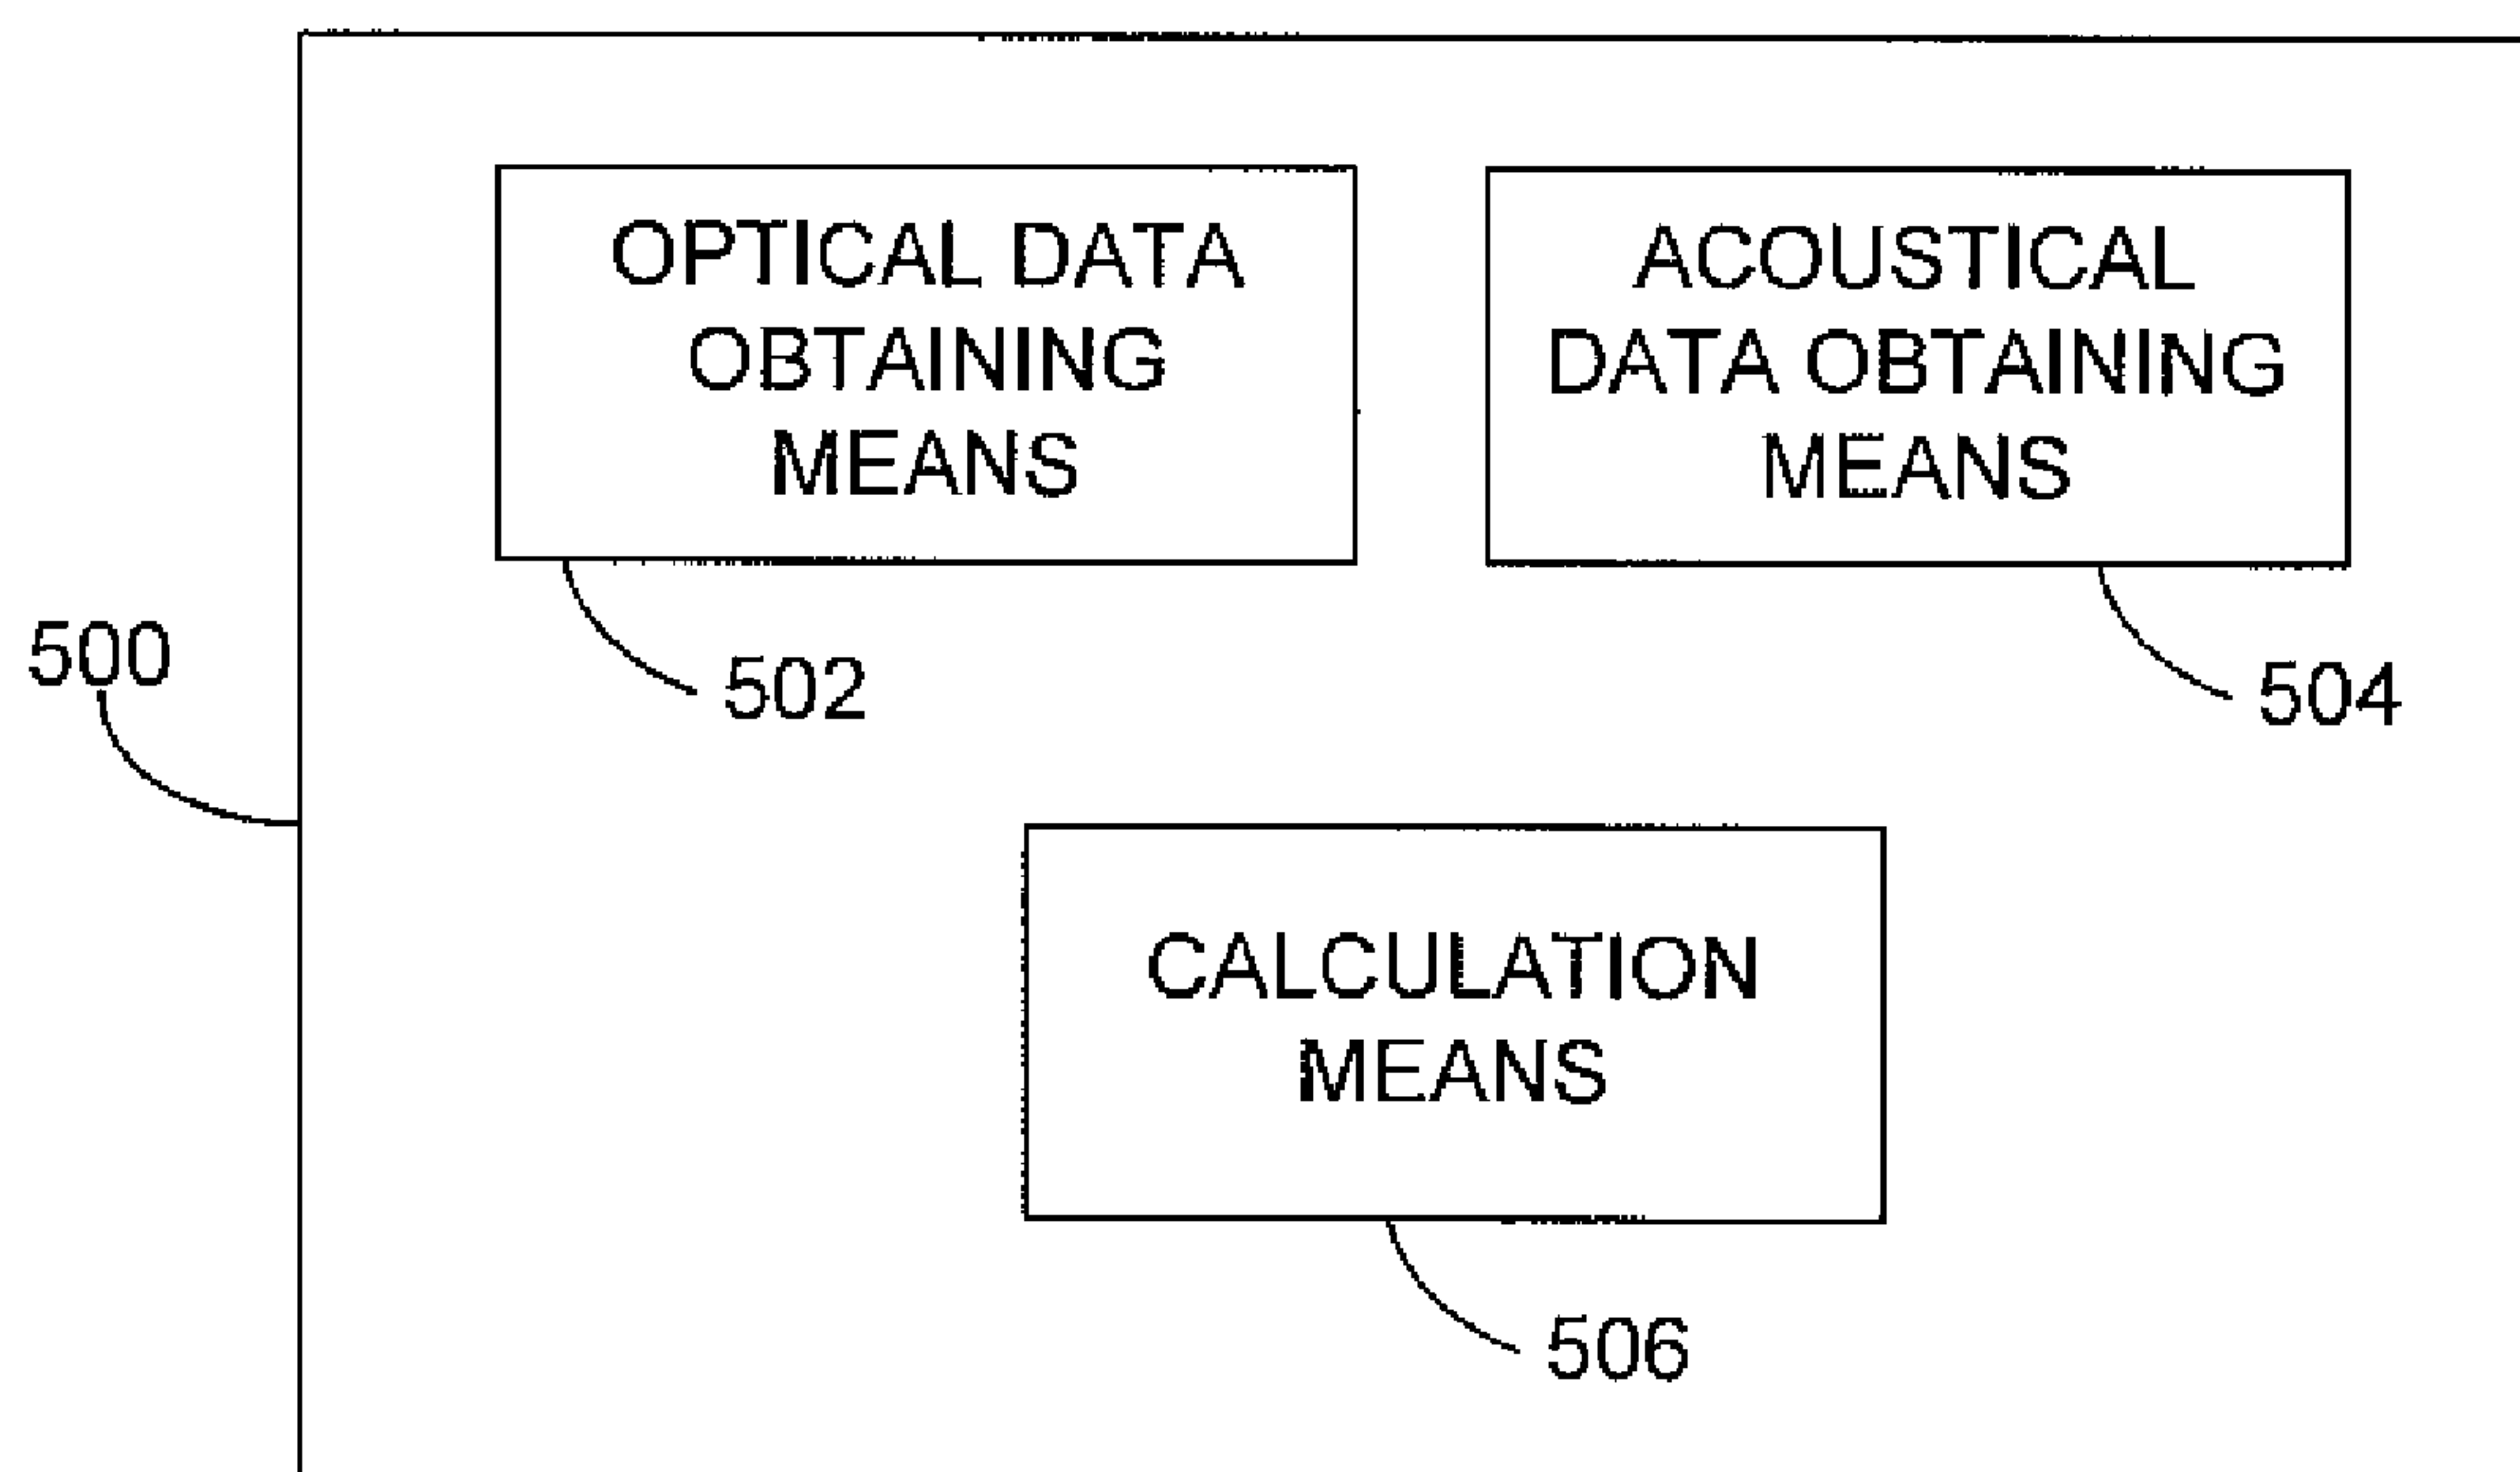 OPTICAL DATA
OBTAINING
MEANS
ACOUSTICAL
DATA OBTAINING
MEANS
500
502
504
CALCULATION
MEANS
506